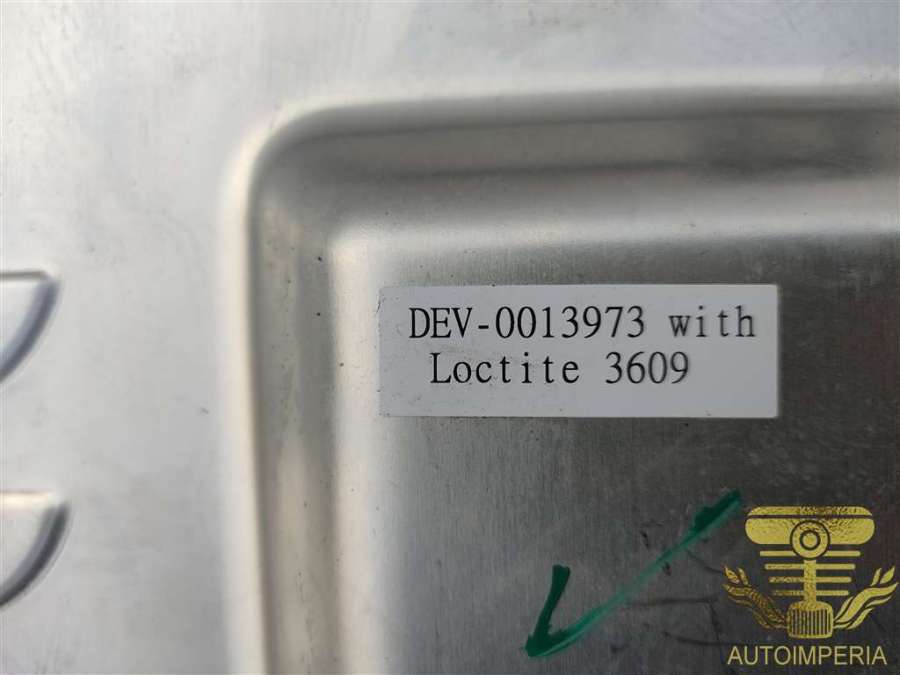 DEV-0013973 with
Loctite 3609
AUTOIMPERIA